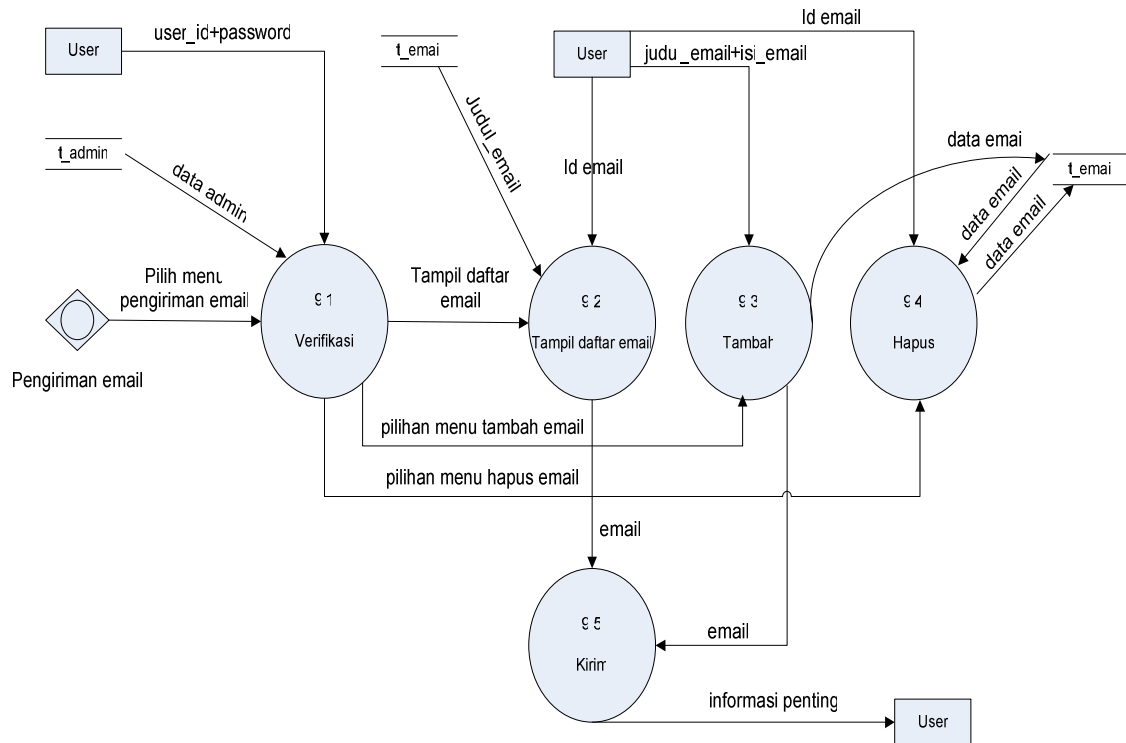 user_id+password
User
t_emai
Id email
User
judu_email+isi_email
Judul_email
t_admin
data admin
Id email
data emai
t_emai
data email
data email
Pilih menu
pengiriman email
Tampil daftar
email
9.1
Verifikasi
9.2
Tampil daftar email
9.3
Tambah
9.4
Hapus
Pengiriman email
pilihan menu tambah email
pilihan menu hapus email
email
9.5
Kirim
email
informasi penting
User